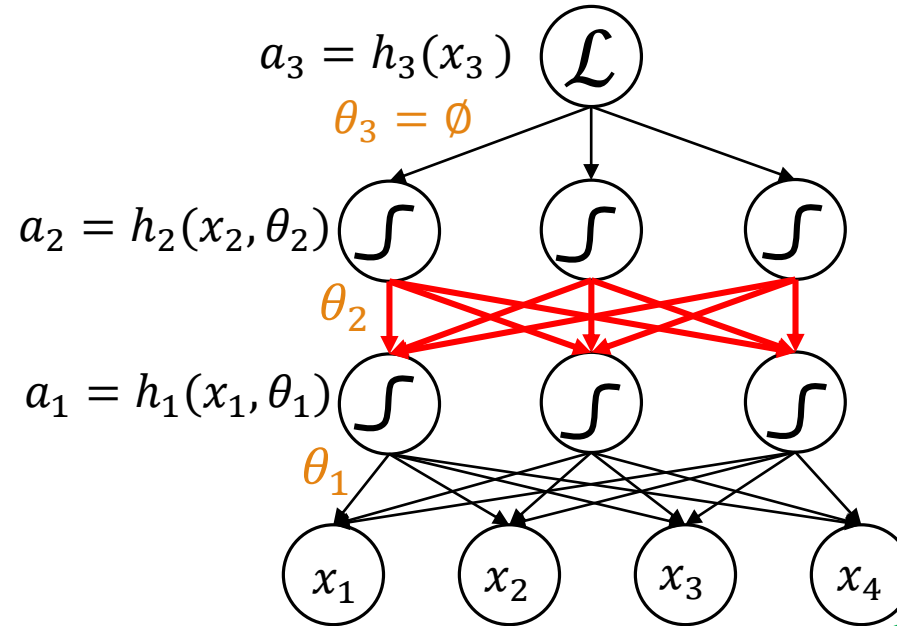 a₃ = h₃(x₃) ℒ
θ₃ = ∅
a₂ = h₂(x₂, θ₂)
θ₂
a₁ = h₁(x₁, θ₁)
θ₁
x₁ x₂ x₃ x₄